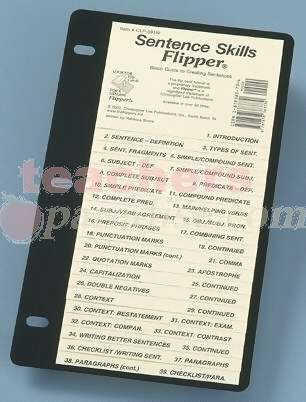 Sentence Skills
Flipper®
Basic Guide to Creating Sentences
1. INTRODUCTION
2. SENTENCE - DEFINITION
3. TYPES OF SENT.
4. SENT. FRAGMENTS
5. SIMPLE/COMPOUND SENT.
6. SUBJECT - DEF.
7. SIMPLE/COMPOUND SUBJ.
8. COMPLETE SUBJECT
9. PREDICATE - DEF.
10. SIMPLE PREDICATE
11. COMPOUND PREDICATE
12. COMPLETE PRED.
13. MAIN/HELPING VERBS
14. SUBJ/VERB AGREEMENT
15. PRONOUN
16. PREPOSIT. PHRASES
17. COMBINING SENT.
18. PUNCTUATION MARKS
19. CONTINUED
20. PUNCTUATION MARKS (cont.)
21. COMMA
22. QUOTATION MARKS
23. APOSTROPHE
24. CAPITALIZATION
25. CONTINUED
26. DOUBLE NEGATIVES
27. CONTINUED
28. CONTEXT
29. CONTINUED
30. CONTEXT: RESTATEMENT
31. CONTEXT: EXAM.
32. CONTEXT: COMPAR.
33. CONTEXT: CONTRAST
34. WRITING BETTER SENTENCES
35. CONTINUED
36. CHECKLIST/WRITING SENT.
37. PARAGRAPHS
38. PARAGRAPHS (cont.)
39. CHECKLIST/PARA.